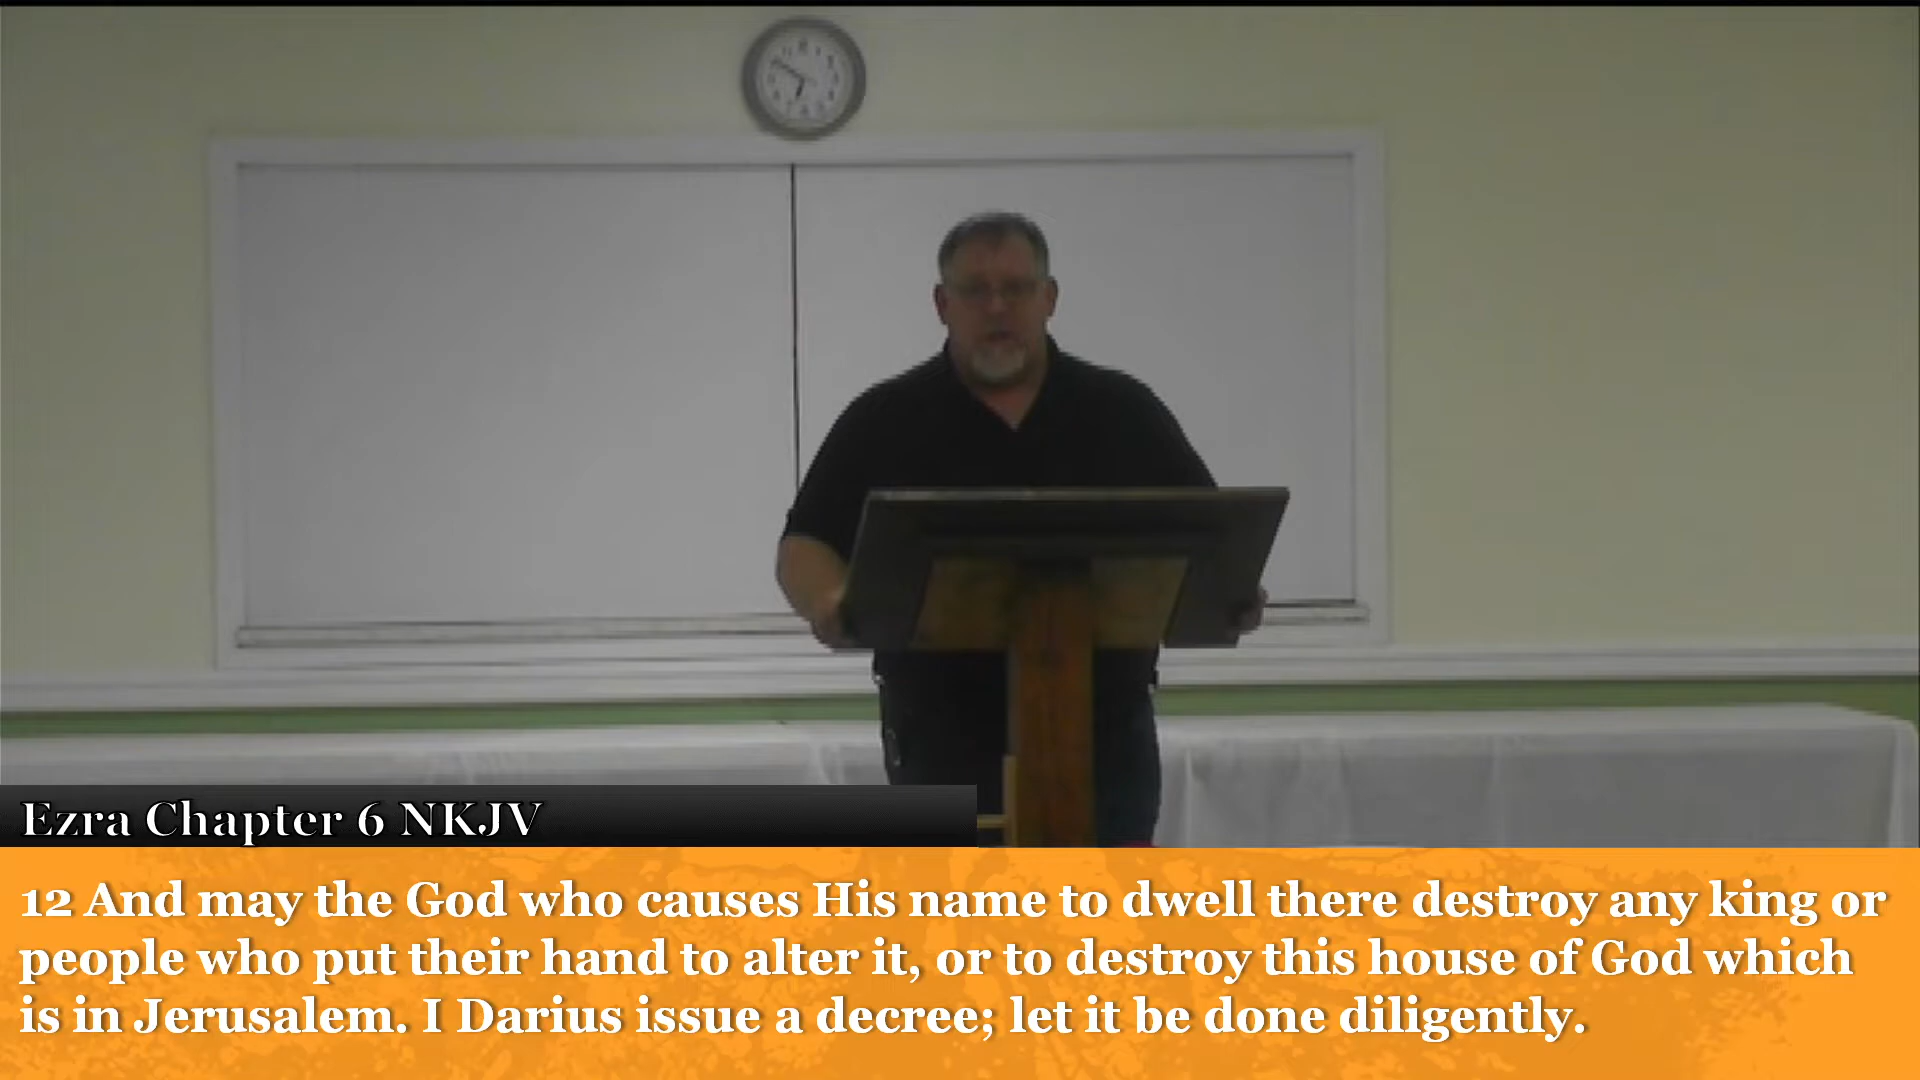 Ezra Chapter 6 NKJV
12 And may the God who causes His name to dwell there destroy any king or
people who put their hand to alter it, or to destroy this house of God which
is in Jerusalem. I Darius issue a decree; let it be done diligently.